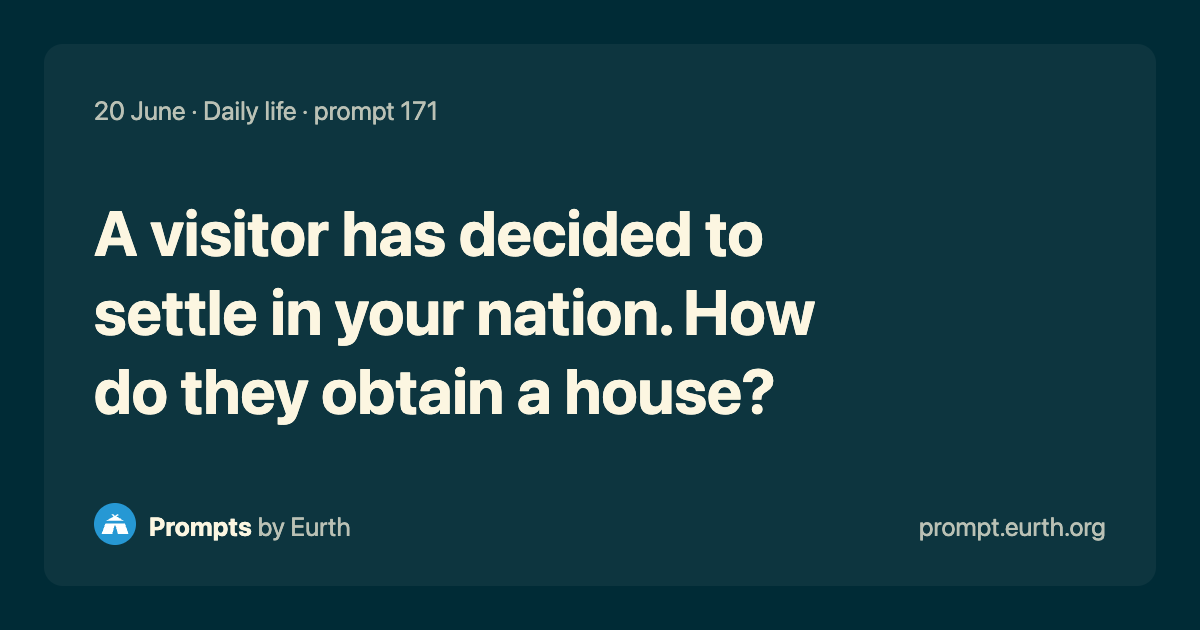 20 June · Daily life · prompt 171
A visitor has decided to
settle in your nation. How
do they obtain a house?
Prompts by Eurth
prompt.eurth.org